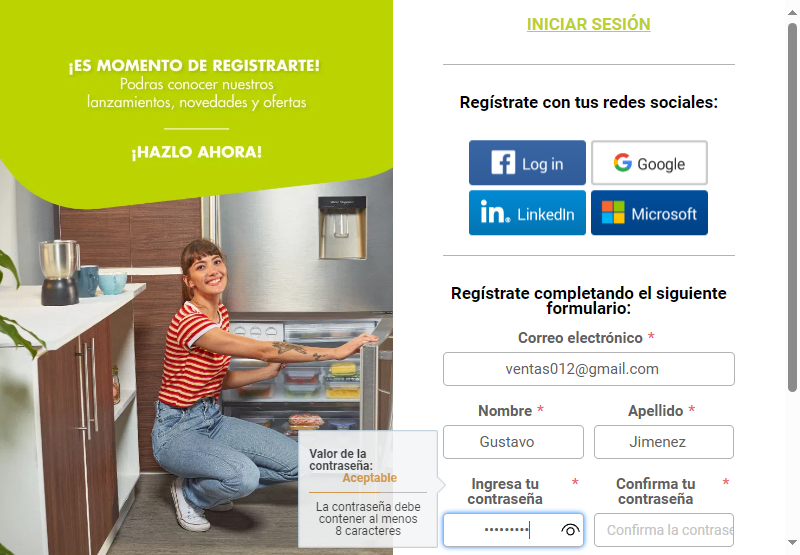 ¡ES MOMENTO DE REGISTRARTE!
Podras conocer nuestros
lanzamientos, novedades y ofertas
¡HAZLO AHORA!
INICIAR SESIÓN
Regístrate con tus redes sociales:
Log in
Google
LinkedIn
Microsoft
Regístrate completando el siguiente
formulario:
Correo electrónico *
ventas012@gmail.com
Nombre *
Apellido *
Gustavo
Jimenez
Valor de la
contraseña:
Aceptable
La contraseña debe
contener al menos
8 caracteres
Ingresa tu *
contraseña
Confirma tu *
contraseña
•••••••••
Confirma la contrase